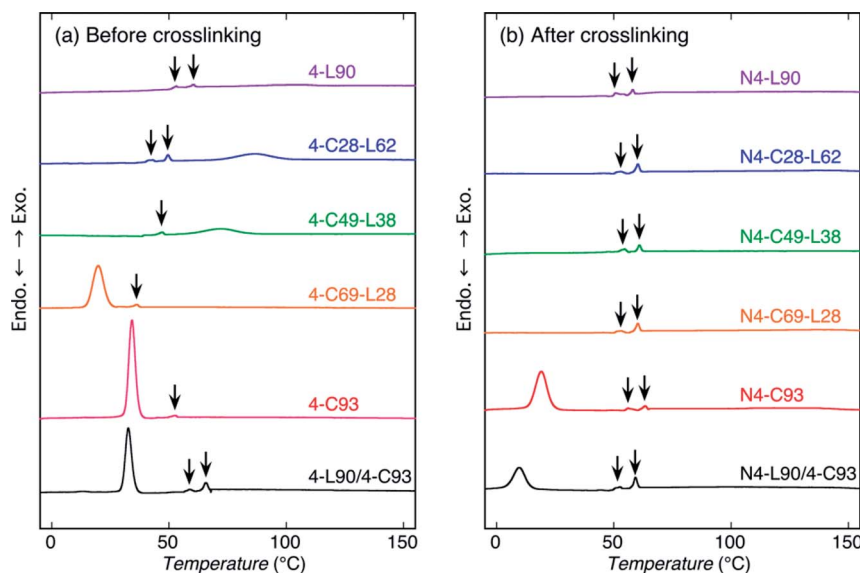 (a) Before crosslinking
4-L90
4-C28-L62
4-C49-L38
4-C69-L28
4-C93
4-L90/4-C93
Endo. ← → Exo.
0 50 100 150
Temperature (°C)
(b) After crosslinking
N4-L90
N4-C28-L62
N4-C49-L38
N4-C69-L28
N4-C93
N4-L90/4-C93
Endo. ← → Exo.
0 50 100 150
Temperature (°C)